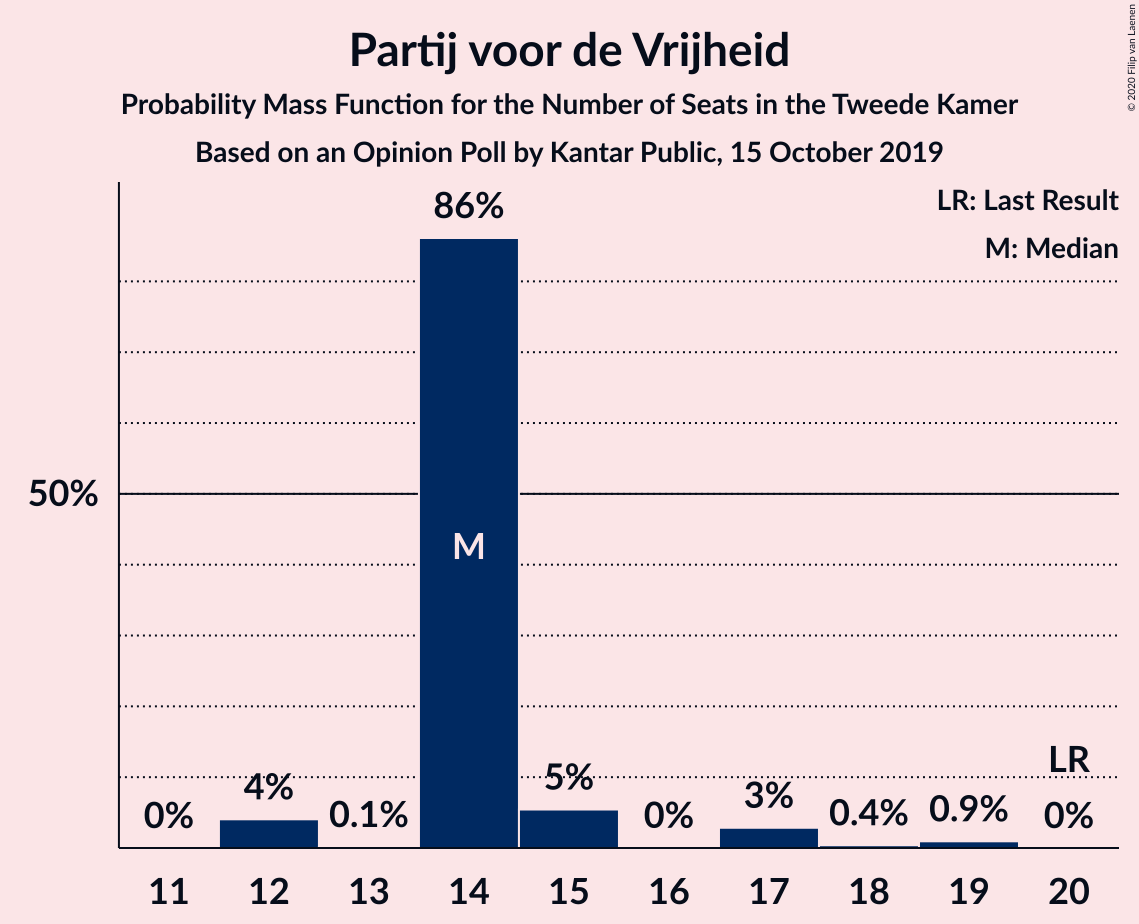 Partij voor de Vrijheid
Probability Mass Function for the Number of Seats in the Tweede Kamer
Based on an Opinion Poll by Kantar Public, 15 October 2019
© 2020 Filip van Laenen
LR: Last Result
M: Median
86%
50%
M
LR
0%
4%
0.1%
5%
0%
3%
0.4%
0.9%
0%
11 12 13 14 15 16 17 18 19 20